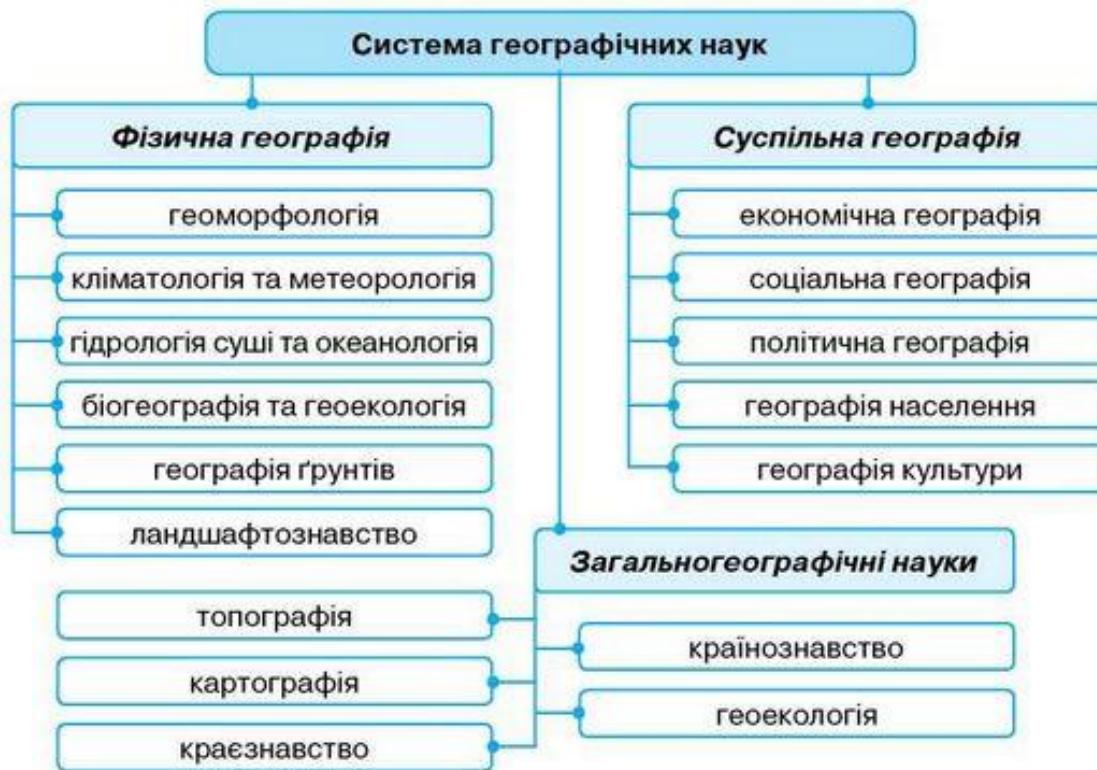 Система географічних наук
Фізична географія
геоморфологія
кліматологія та метеорологія
гідрологія суші та океанологія
біогеографія та геоекологія
географія ґрунтів
ландшафтознавство
Суспільна географія
економічна географія
соціальна географія
політична географія
географія населення
географія культури
Загальногеографічні науки
топографія
картографія
краєзнавство
країнознавство
геоекологія